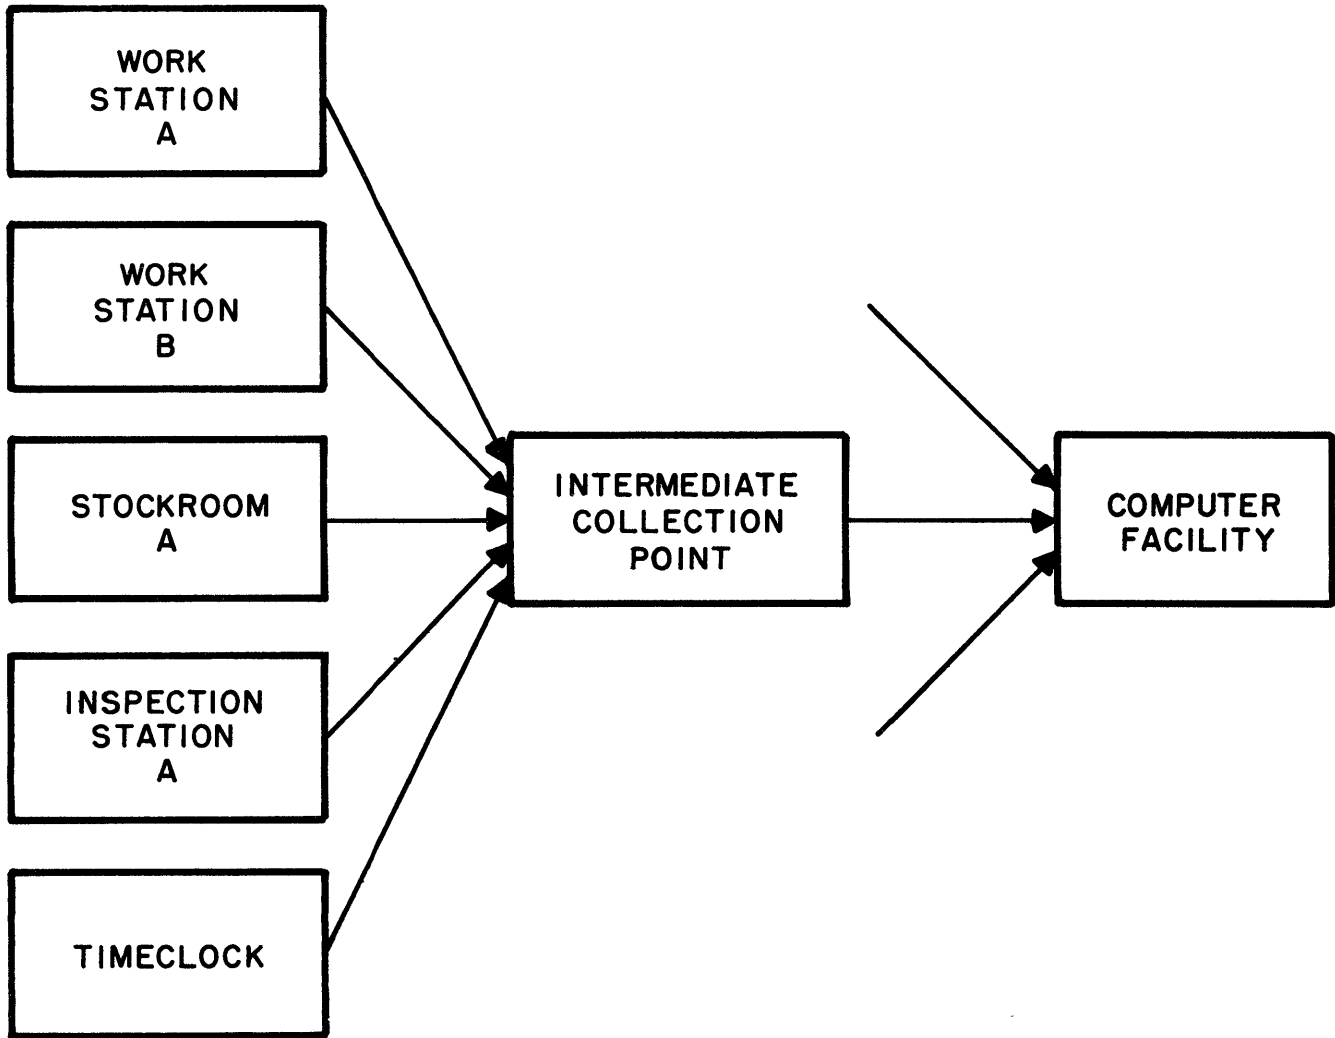 WORK
STATION
A
WORK
STATION
B
STOCKROOM
A
INSPECTION
STATION
A
TIMECLOCK
INTERMEDIATE
COLLECTION
POINT
COMPUTER
FACILITY